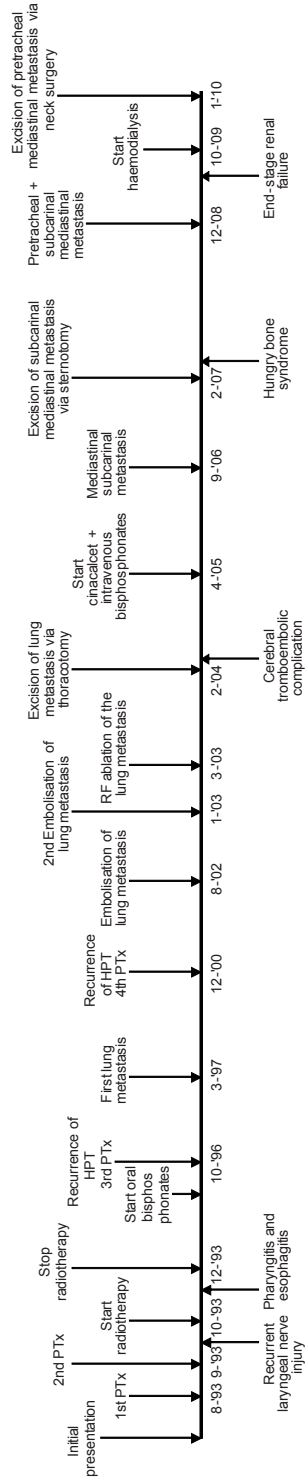 Initial
presentation
1st PTx
2nd PTx
Start
radiotherapy
Stop
radiotherapy
Start oral
bisphos
phonates
Recurrence of
HPT
3rd PTx
First lung
metastasis
Recurrence
of HPT
4th PTx
Embolisation of
lung metastasis
2nd Embolisation of
lung metastasis
RF ablation of the
lung metastasis
Excision of lung
metastasis via
thoracotomy
Start
cinacalcet +
intravenous
bisphosphonates
Mediastinal
subcarinal
metastasis
Excision of subcarinal
mediastinal metastasis
via sternotomy
Pretracheal +
subcarinal
mediastinal
metastasis
Start
haemodialysis
Excision of pretracheal
mediastinal metastasis via
neck surgery
8-'93 9-'93 10-'93 12-'93 10-'96 3-'97 12-'00 8-'02 1-'03 3-'03 2-'04 4-'05 9-'06 2-'07 12-'08 10-'09 1-'10
Recurrent
laryngeal nerve
injury
Pharyngitis and
esophagitis
Cerebral
tromboembolic
complication
Hungry bone
syndrome
End-stage renal
failure